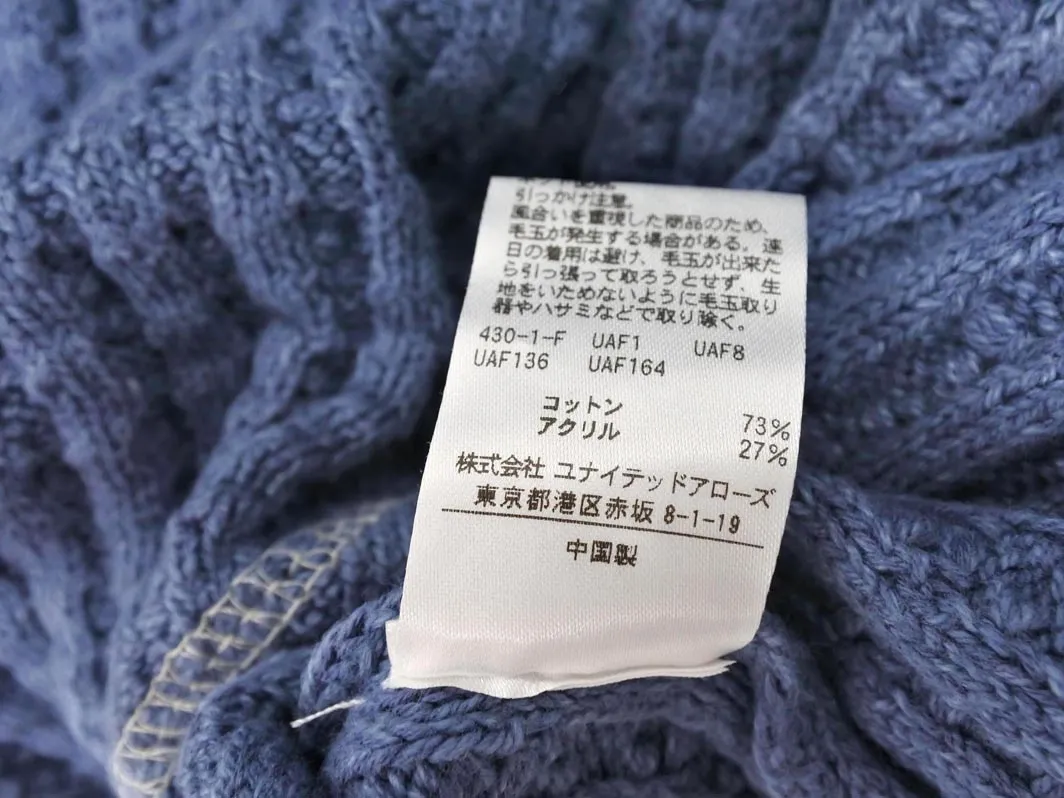 引っかけ注意。
風合いを重視した商品のため、
毛玉が発生する場合がある。連
日の着用は避け、毛玉が出来た
ら引っ張って取ろうとせず、生
地をいためないように毛玉取り
器やハサミなどで取り除く。
430-1-F UAF1 UAF8
UAF136 UAF164
コットン 73%
アクリル 27%
株式会社 ユナイテッドアローズ
東京都港区赤坂 8-1-19
中国製